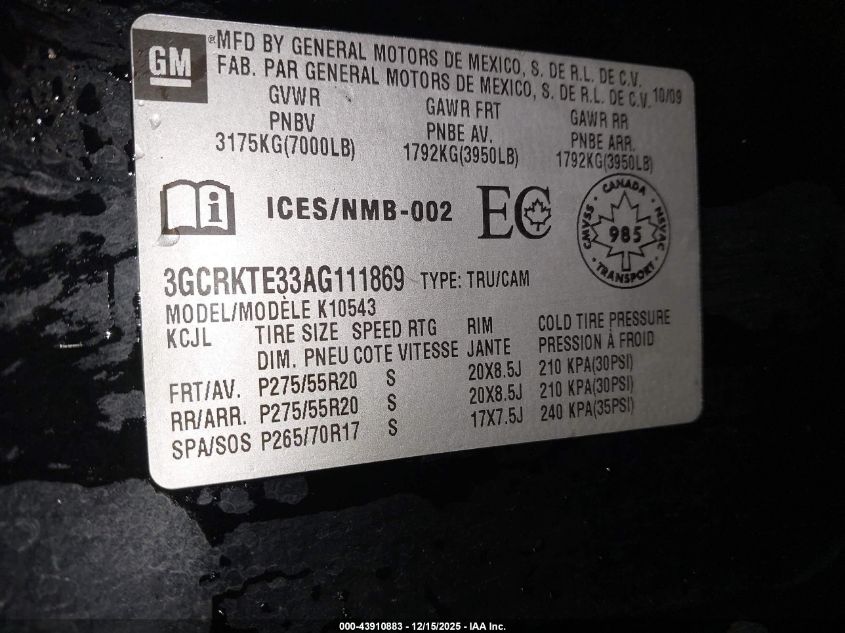 GM
®MFD BY GENERAL MOTORS DE MEXICO, S. DE R.L. DE C.V.
FAB. PAR GENERAL MOTORS DE MEXICO, S. DE R.L. DE C.V. 10/09
GVWR GAWR FRT GAWR RR
PNBV PNBE AV. PNBE ARR.
3175KG(7000LB) 1792KG(3950LB) 1792KG(3950LB)
i ICES/NMB-002 EC CANADA
CMVSS 985 NSVAC
TRANSPORT
3GCRKTE33AG111869 TYPE: TRU/CAM
MODEL/MODÈLE K10543
KCJL TIRE SIZE SPEED RTG RIM COLD TIRE PRESSURE
DIM. PNEU COTE VITESSE JANTE PRESSION À FROID
FRT/AV. P275/55R20 S 20X8.5J 210 KPA(30PSI)
RR/ARR. P275/55R20 S 20X8.5J 210 KPA(30PSI)
SPA/SOS P265/70R17 S 17X7.5J 240 KPA(35PSI)
000-43910883 - 12/15/2025 - IAA Inc.